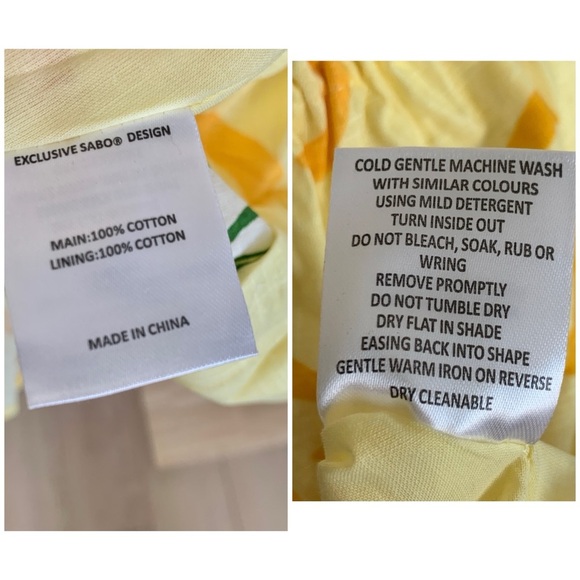 EXCLUSIVE SABO® DESIGN
MAIN:100% COTTON
LINING:100% COTTON
MADE IN CHINA
COLD GENTLE MACHINE WASH
WITH SIMILAR COLOURS
USING MILD DETERGENT
TURN INSIDE OUT
DO NOT BLEACH, SOAK, RUB OR
WRING
REMOVE PROMPTLY
DO NOT TUMBLE DRY
DRY FLAT IN SHADE
EASING BACK INTO SHAPE
GENTLE WARM IRON ON REVERSE
DRY CLEANABLE